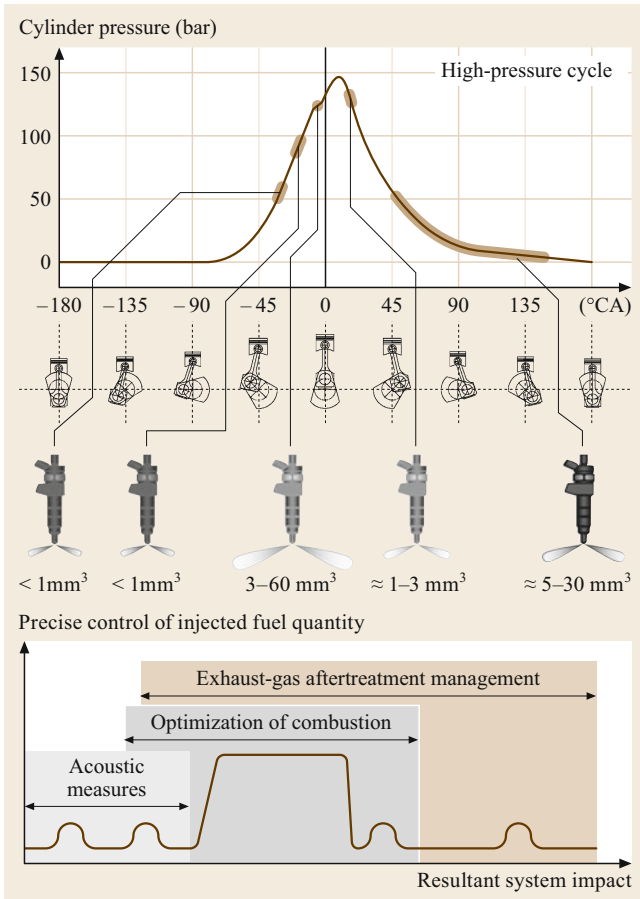 Cylinder pressure (bar)
High-pressure cycle
150
100
50
0
−180 −135 −90 −45 0 45 90 135 (°CA)
< 1mm³ < 1mm³ 3–60 mm³ ≈ 1–3 mm³ ≈ 5–30 mm³
Precise control of injected fuel quantity
Exhaust-gas aftertreatment management
Optimization of combustion
Acoustic
measures
Resultant system impact